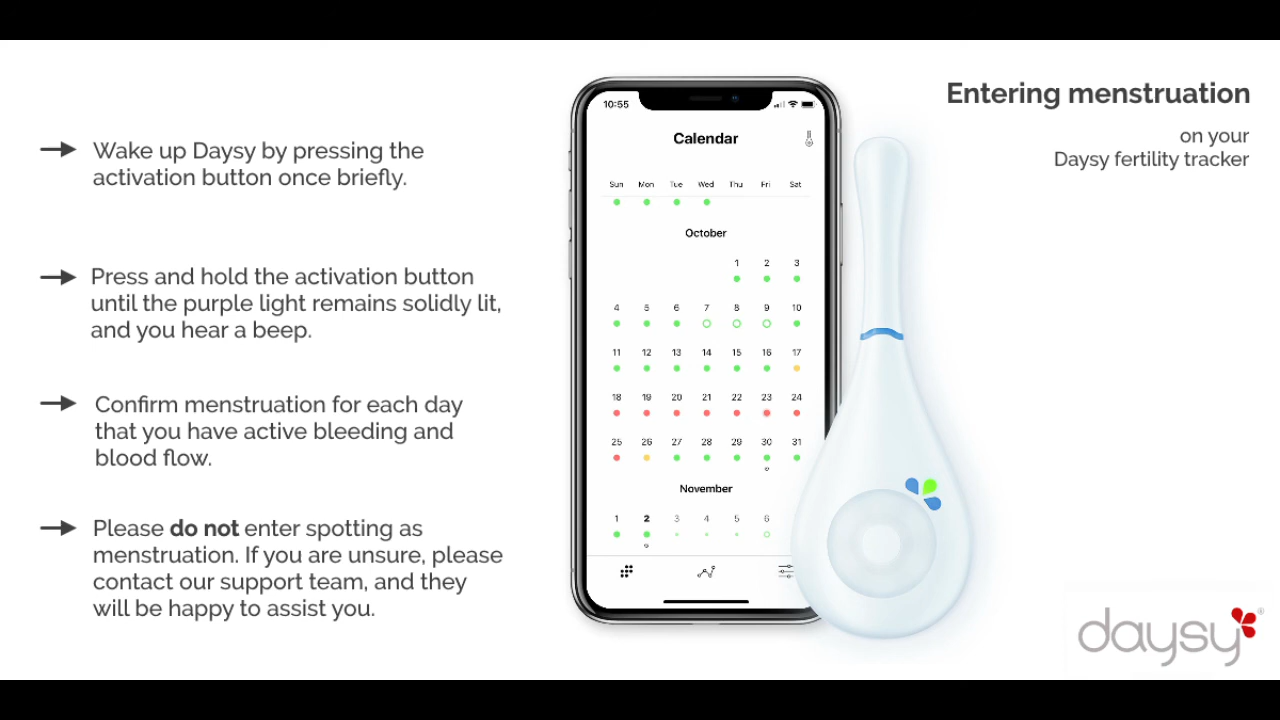 Entering menstruation
on your
Daysy fertility tracker
Wake up Daysy by pressing the
activation button once briefly.
Press and hold the activation button
until the purple light remains solidly lit,
and you hear a beep.
Confirm menstruation for each day
that you have active bleeding and
blood flow.
Please do not enter spotting as
menstruation. If you are unsure, please
contact our support team, and they
will be happy to assist you.
10:55
Calendar
Sun Mon Tue Wed Thu Fri Sat
October
1 2 3
4 5 6 7 8 9 10
11 12 13 14 15 16 17
18 19 20 21 22 23 24
25 26 27 28 29 30 31
November
1 2 3 4 5 6
daysy®